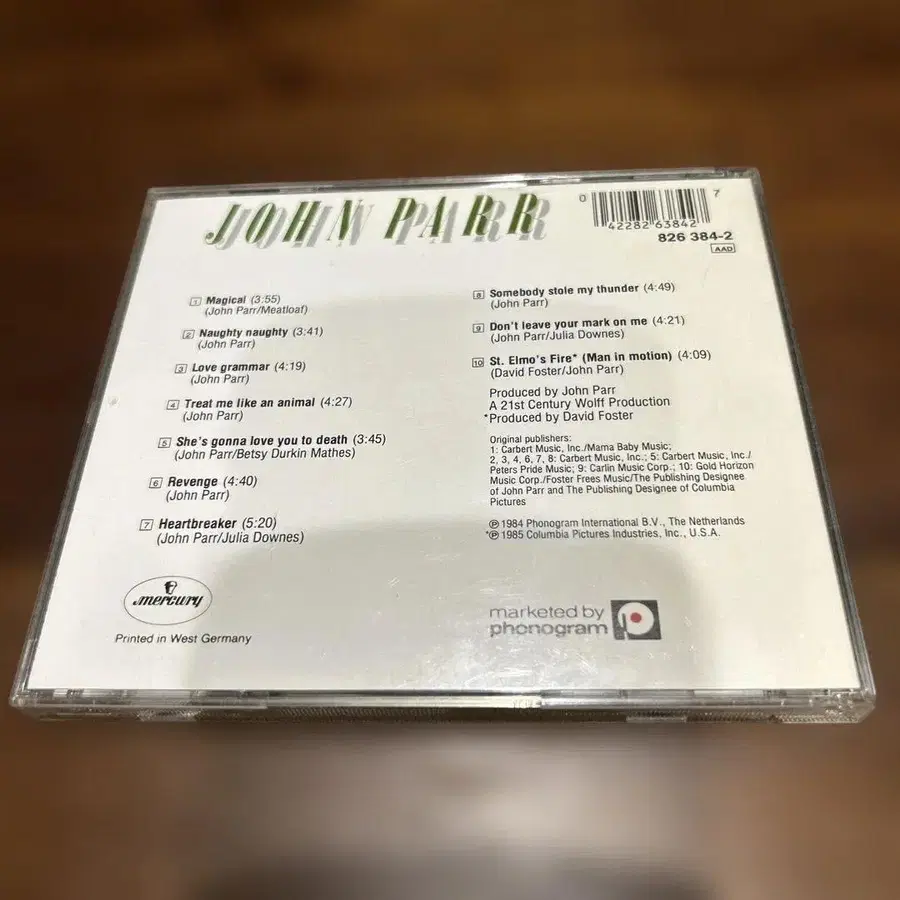 JOHN PARR
0 42282 63842 7
826 384-2
AAD
1 Magical (3:55)
(John Parr/Meatloaf)
2 Naughty naughty (3:41)
(John Parr)
3 Love grammar (4:19)
(John Parr)
4 Treat me like an animal (4:27)
(John Parr)
5 She's gonna love you to death (3:45)
(John Parr/Betsy Durkin Mathes)
6 Revenge (4:40)
(John Parr)
7 Heartbreaker (5:20)
(John Parr/Julia Downes)
8 Somebody stole my thunder (4:49)
(John Parr)
9 Don't leave your mark on me (4:21)
(John Parr/Julia Downes)
10 St. Elmo's Fire* (Man in motion) (4:09)
(David Foster/John Parr)
Produced by John Parr
A 21st Century Wolff Production
*Produced by David Foster
Original publishers:
1: Carbert Music, Inc./Mama Baby Music;
2, 3, 4, 6, 7, 8: Carbert Music, Inc.; 5: Carbert Music, Inc./
Peters Pride Music; 9: Carlin Music Corp.; 10: Gold Horizon
Music Corp./Foster Frees Music/The Publishing Designee
of John Parr and The Publishing Designee of Columbia
Pictures
℗ 1984 Phonogram International B.V., The Netherlands
*℗ 1985 Columbia Pictures Industries, Inc., U.S.A.
mercury
Printed in West Germany
marketed by
phonogram